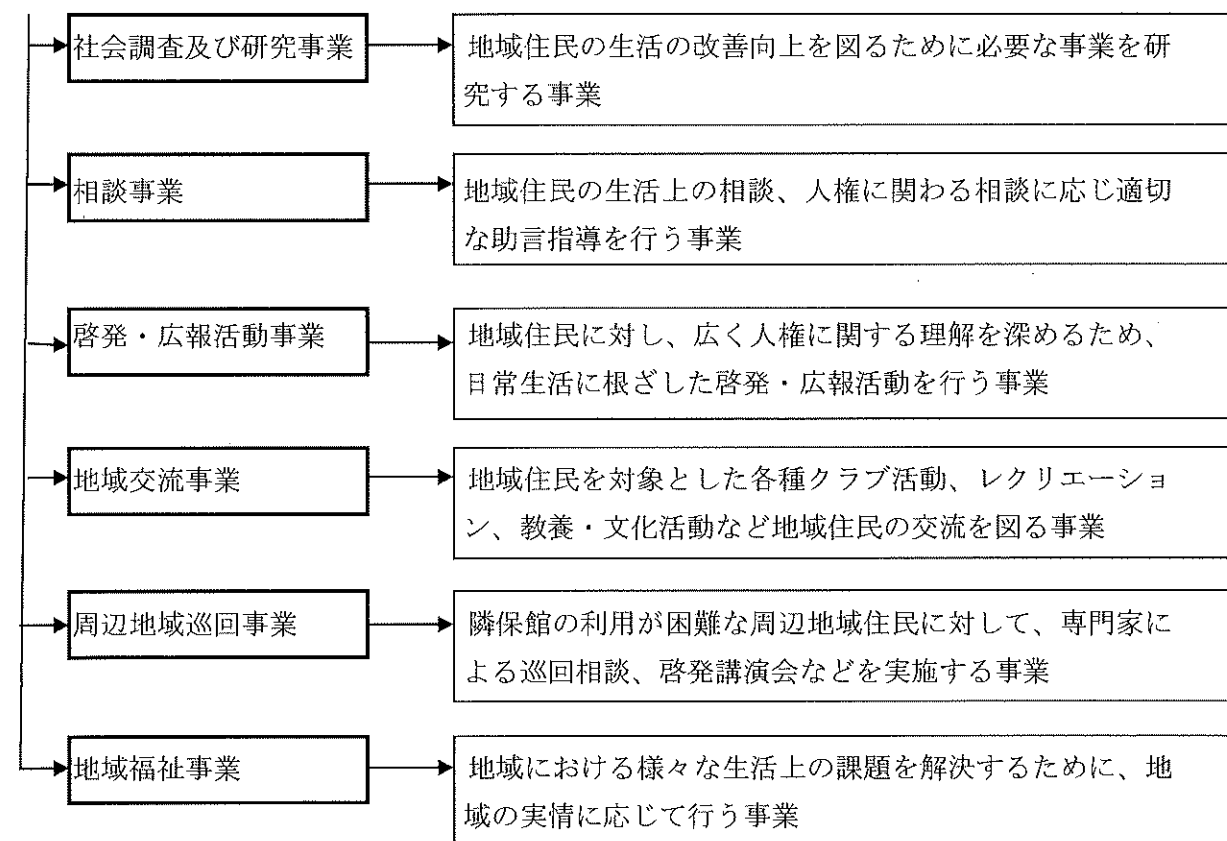 社会調査及び研究事業
地域住民の生活の改善向上を図るために必要な事業を研
究する事業
相談事業
地域住民の生活上の相談、人権に関わる相談に応じ適切
な助言指導を行う事業
啓発・広報活動事業
地域住民に対し、広く人権に関する理解を深めるため、
日常生活に根ざした啓発・広報活動を行う事業
地域交流事業
地域住民を対象とした各種クラブ活動、レクリエーショ
ン、教養・文化活動など地域住民の交流を図る事業
周辺地域巡回事業
隣保館の利用が困難な周辺地域住民に対して、専門家に
よる巡回相談、啓発講演会などを実施する事業
地域福祉事業
地域における様々な生活上の課題を解決するために、地
域の実情に応じて行う事業